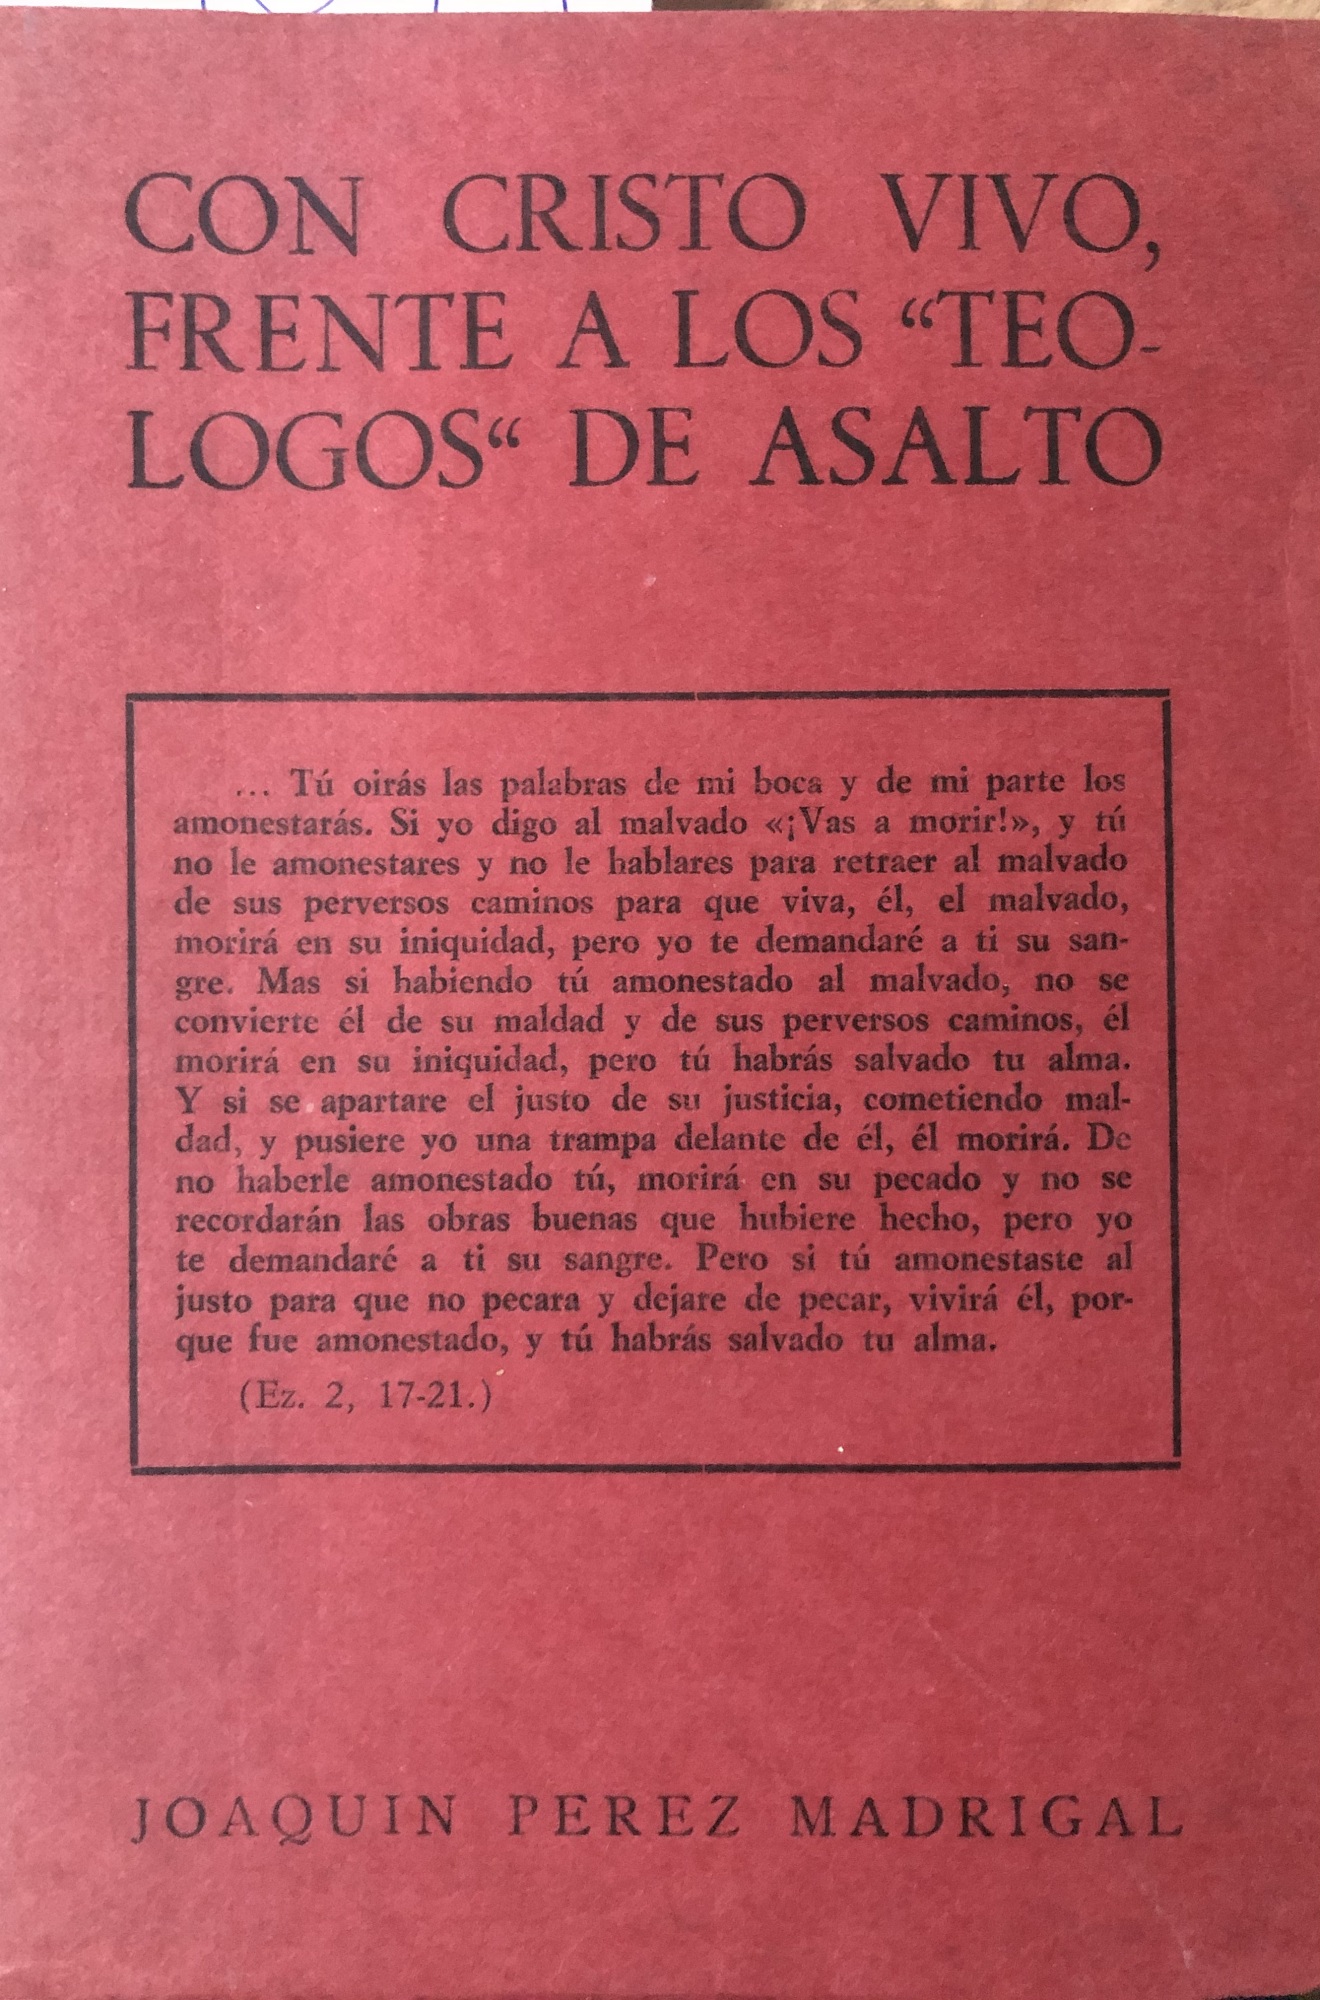 CON CRISTO VIVO,
FRENTE A LOS “TEO-
LOGOS“ DE ASALTO
... Tú oirás las palabras de mi boca y de mi parte los
amonestarás. Si yo digo al malvado «¡Vas a morir!», y tú
no le amonestares y no le hablares para retraer al malvado
de sus perversos caminos para que viva, él, el malvado,
morirá en su iniquidad, pero yo te demandaré a ti su san-
gre. Mas si habiendo tú amonestado al malvado, no se
convierte él de su maldad y de sus perversos caminos, él
morirá en su iniquidad, pero tú habrás salvado tu alma.
Y si se apartare el justo de su justicia, cometiendo mal-
dad, y pusiere yo una trampa delante de él, él morirá. De
no haberle amonestado tú, morirá en su pecado y no se
recordarán las obras buenas que hubiere hecho, pero yo
te demandaré a ti su sangre. Pero si tú amonestaste al
justo para que no pecara y dejare de pecar, vivirá él, por-
que fue amonestado, y tú habrás salvado tu alma.
(Ez. 2, 17-21.)
JOAQUIN PEREZ MADRIGAL